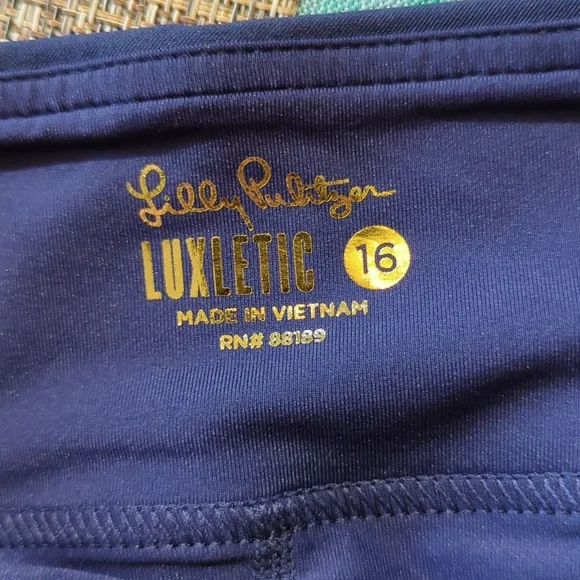 Lilly Pulitzer
LUXLETIC 16
MADE IN VIETNAM
RN# 88189